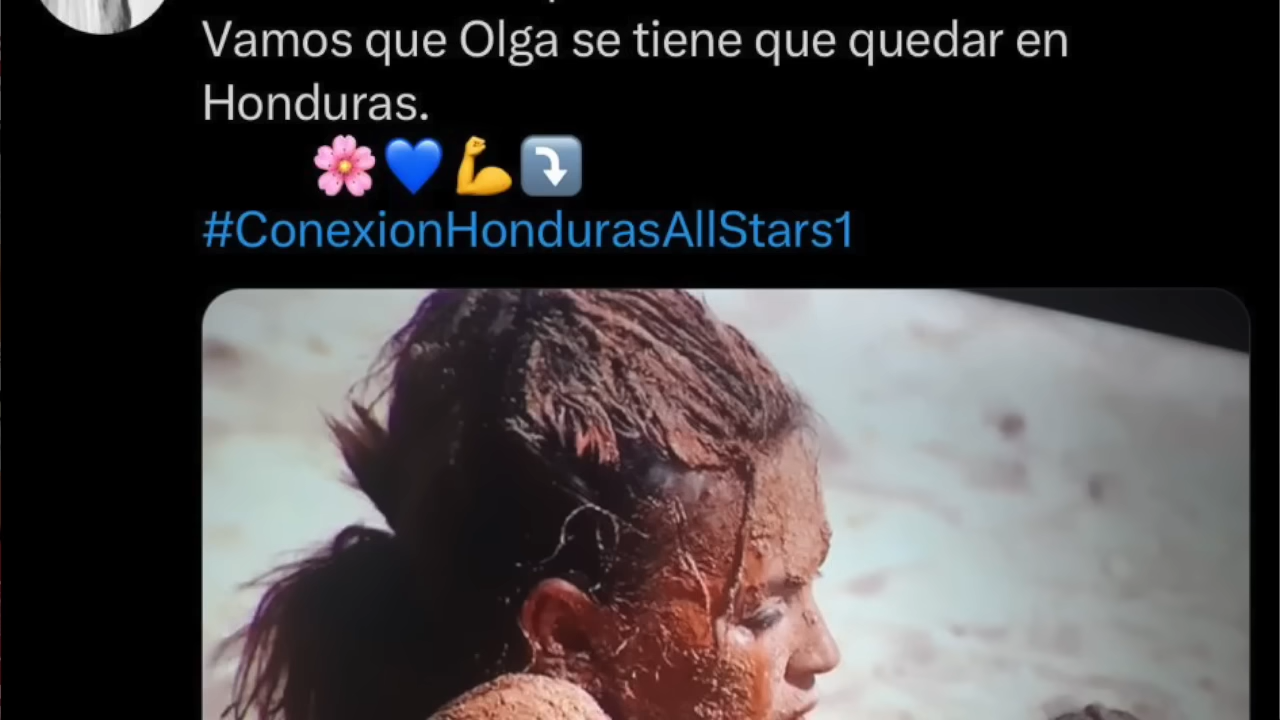 Vamos que Olga se tiene que quedar en
Honduras.
🌸💙💪⤵️
#ConexionHondurasAllStars1